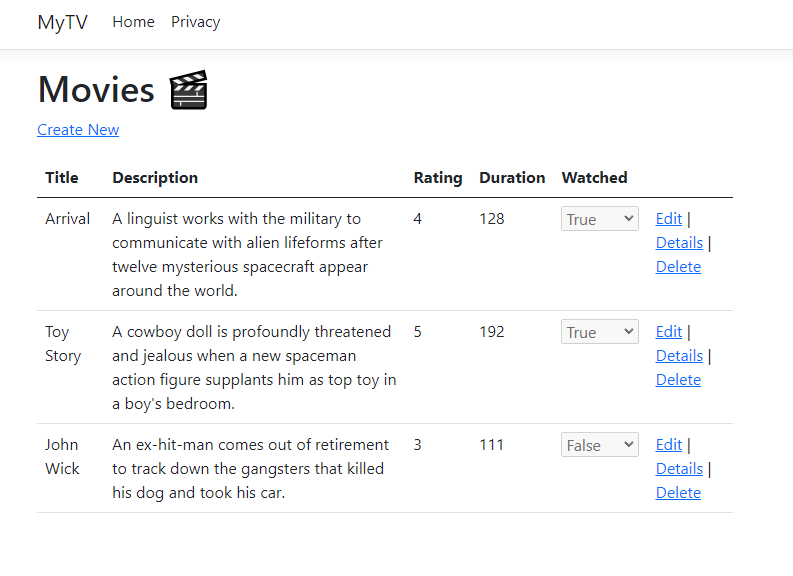 MyTV Home Privacy
Movies
Create New
Title Description Rating Duration Watched
Arrival A linguist works with the military to 4 128 True Edit |
communicate with alien lifeforms after Details |
twelve mysterious spacecraft appear Delete
around the world.
Toy A cowboy doll is profoundly threatened 5 192 True Edit |
Story and jealous when a new spaceman Details |
action figure supplants him as top toy in Delete
a boy's bedroom.
John An ex-hit-man comes out of retirement 3 111 False Edit |
Wick to track down the gangsters that killed Details |
his dog and took his car. Delete